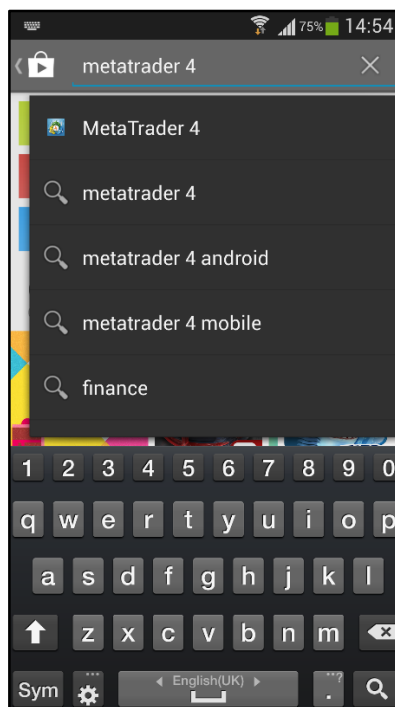 75% 14:54
metatrader 4
MetaTrader 4
metatrader 4
metatrader 4 android
metatrader 4 mobile
finance
1 2 3 4 5 6 7 8 9 0
q w e r t y u i o p
a s d f g h j k l
z x c v b n m
Sym English(UK) . ...?